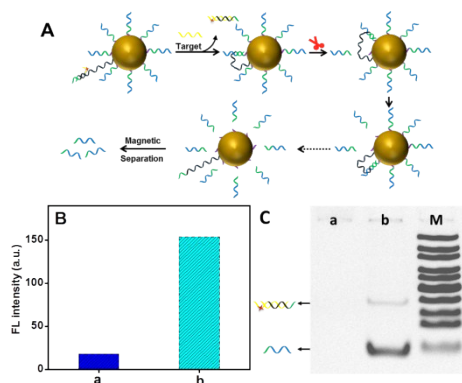 A
Target
Magnetic
Separation
B
FL intensity (a.u.)
150
100
50
0
a
b
C
a b M